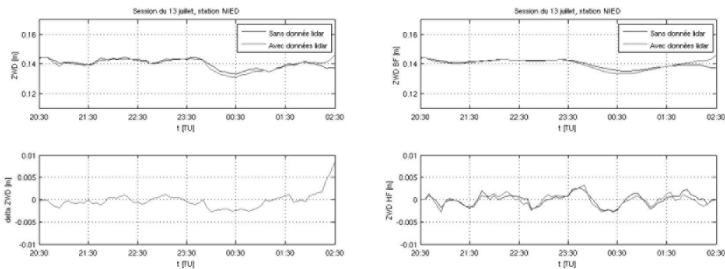 Session du 13 juillet, station NIED
0.16
0.14
0.12
ZWD [m]
Sans donnée lidar
Avec données lidar
20:30 21:30 22:30 23:30 00:30 01:30 02:30
t [TU]
0.01
0.005
0
-0.005
-0.01
delta ZWD [m]
20:30 21:30 22:30 23:30 00:30 01:30 02:30
t [TU]
Session du 13 juillet, station NIED
0.16
0.14
0.12
ZWD BF [m]
Sans donnée lidar
Avec données lidar
20:30 21:30 22:30 23:30 00:30 01:30 02:30
t [TU]
0.01
0.005
0
-0.005
-0.01
ZWD HF [m]
20:30 21:30 22:30 23:30 00:30 01:30 02:30
t [TU]